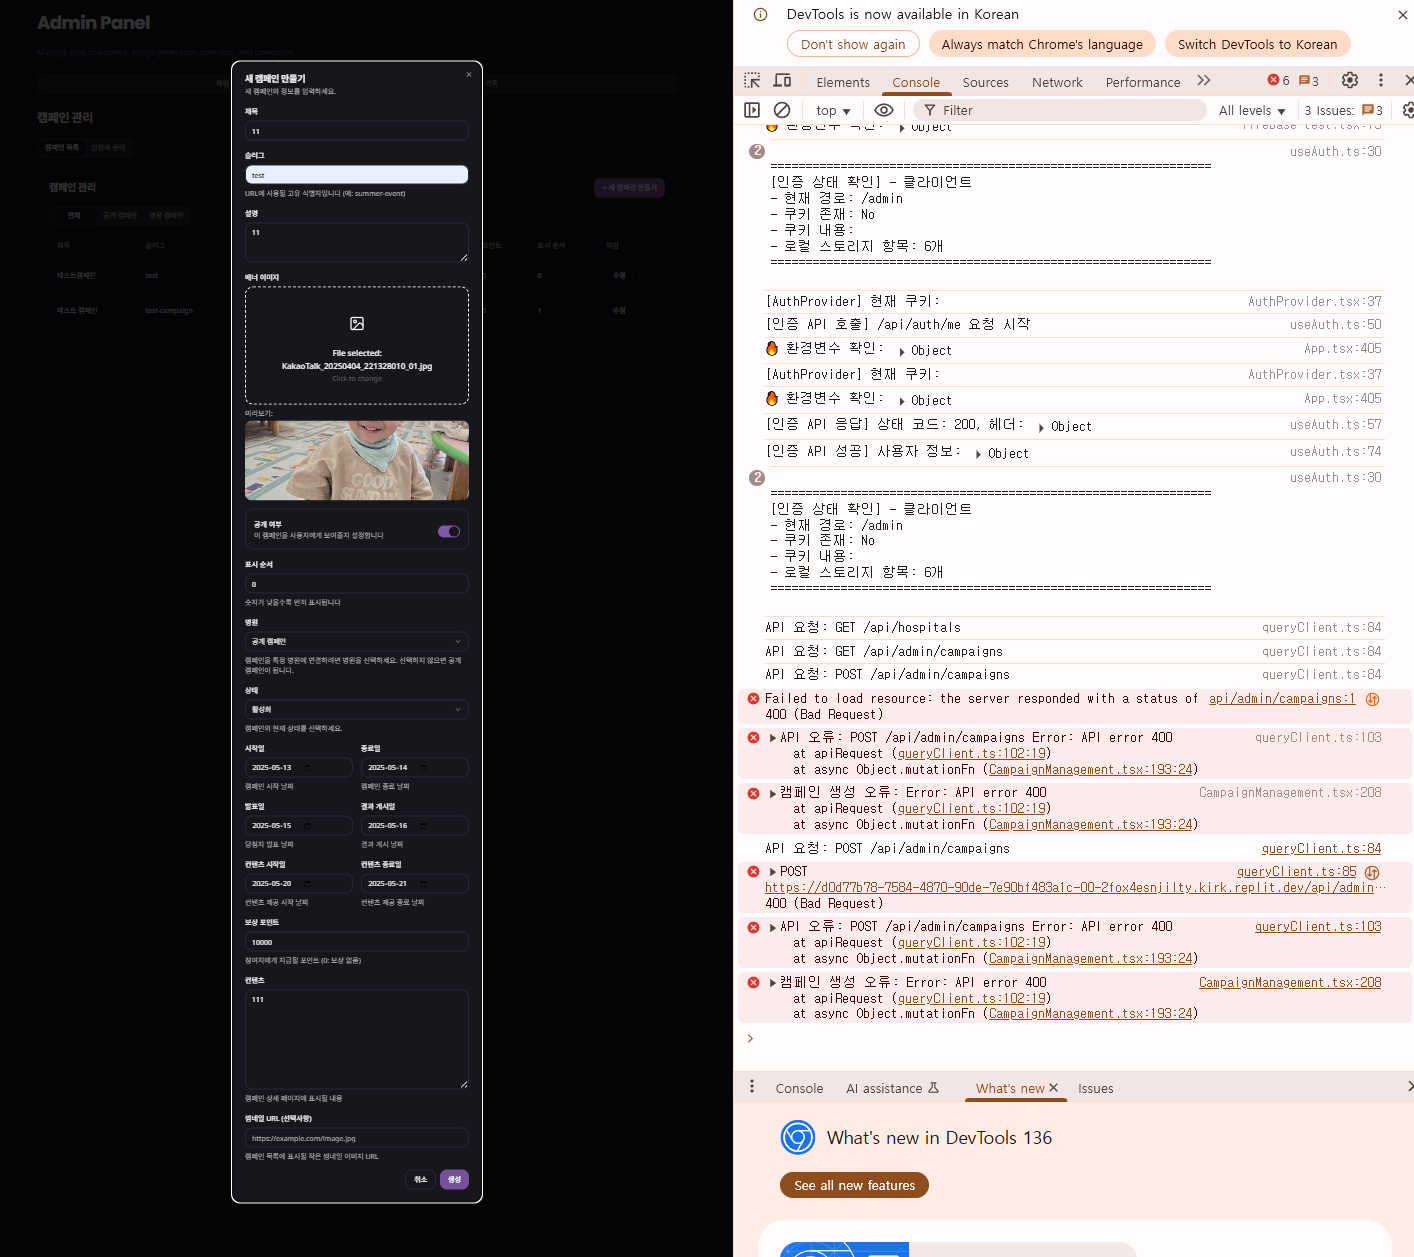 Admin Panel
Manage chat characters, image generation concepts, and categories.
캠페인 관리
캠페인 목록
신청자 관리
캠페인 관리
+ 새 캠페인 만들기
전체
공개 캠페인
병원 캠페인
제목
슬러그
표시 순서
작업
테스트캠페인
test
0
수정
테스트 캠페인
test-campaign
1
수정
새 캠페인 만들기
새 캠페인의 정보를 입력하세요.
제목
11
슬러그
test
URL에 사용될 고유 식별자입니다 (예: summer-event)
설명
11
배너 이미지
File selected:
KakaoTalk_20250404_221328010_01.jpg
Click to change
미리보기:
GOOD
공개 여부
이 캠페인을 사용자에게 보여줄지 설정합니다
표시 순서
0
숫자가 낮을수록 먼저 표시됩니다
병원
공개 캠페인
캠페인을 특정 병원에 연결하려면 병원을 선택하세요. 선택하지 않으면 공개
캠페인이 됩니다.
상태
활성화
캠페인의 현재 상태를 선택하세요.
시작일 종료일
2025-05-13 2025-05-14
캠페인 시작 날짜 캠페인 종료 날짜
발표일 결과 게시일
2025-05-15 2025-05-16
당첨자 발표 날짜 결과 게시 날짜
컨텐츠 시작일 컨텐츠 종료일
2025-05-20 2025-05-21
컨텐츠 제공 시작 날짜 컨텐츠 제공 종료 날짜
보상 포인트
10000
참여자에게 지급될 포인트 (0: 보상 없음)
컨텐츠
111
캠페인 상세 페이지에 표시될 내용
썸네일 URL (선택사항)
https://example.com/image.jpg
캠페인 목록에 표시될 작은 썸네일 이미지 URL
취소 생성
DevTools is now available in Korean
Don't show again Always match Chrome's language Switch DevTools to Korean
Elements Console Sources Network Performance 6 3
top Filter All levels 3 Issues: 3
환경변수 확인: Object firebase-test.tsx:15
2 useAuth.ts:30
===============================================================
[인증 상태 확인] - 클라이언트
- 현재 경로: /admin
- 쿠키 존재: No
- 쿠키 내용:
- 로컬 스토리지 항목: 6개
===============================================================
[AuthProvider] 현재 쿠키: AuthProvider.tsx:37
[인증 API 호출] /api/auth/me 요청 시작 useAuth.ts:50
🔥 환경변수 확인: Object App.tsx:405
[AuthProvider] 현재 쿠키: AuthProvider.tsx:37
🔥 환경변수 확인: Object App.tsx:405
[인증 API 응답] 상태 코드: 200, 헤더: Object useAuth.ts:57
[인증 API 성공] 사용자 정보: Object useAuth.ts:74
2 useAuth.ts:30
===============================================================
[인증 상태 확인] - 클라이언트
- 현재 경로: /admin
- 쿠키 존재: No
- 쿠키 내용:
- 로컬 스토리지 항목: 6개
===============================================================
API 요청: GET /api/hospitals queryClient.ts:84
API 요청: GET /api/admin/campaigns queryClient.ts:84
API 요청: POST /api/admin/campaigns queryClient.ts:84
Failed to load resource: the server responded with a status of api/admin/campaigns:1
400 (Bad Request)
API 오류: POST /api/admin/campaigns Error: API error 400 queryClient.ts:103
at apiRequest (queryClient.ts:102:19)
at async Object.mutationFn (CampaignManagement.tsx:193:24)
캠페인 생성 오류: Error: API error 400 CampaignManagement.tsx:208
at apiRequest (queryClient.ts:102:19)
at async Object.mutationFn (CampaignManagement.tsx:193:24)
API 요청: POST /api/admin/campaigns queryClient.ts:84
POST queryClient.ts:85
https://d0d77b78-7584-4870-90de-7e90bf483a1c-00-2fox4esnjilty.kirk.replit.dev/api/admin…
400 (Bad Request)
API 오류: POST /api/admin/campaigns Error: API error 400 queryClient.ts:103
at apiRequest (queryClient.ts:102:19)
at async Object.mutationFn (CampaignManagement.tsx:193:24)
캠페인 생성 오류: Error: API error 400 CampaignManagement.tsx:208
at apiRequest (queryClient.ts:102:19)
at async Object.mutationFn (CampaignManagement.tsx:193:24)
Console AI assistance What's new Issues
What's new in DevTools 136
See all new features